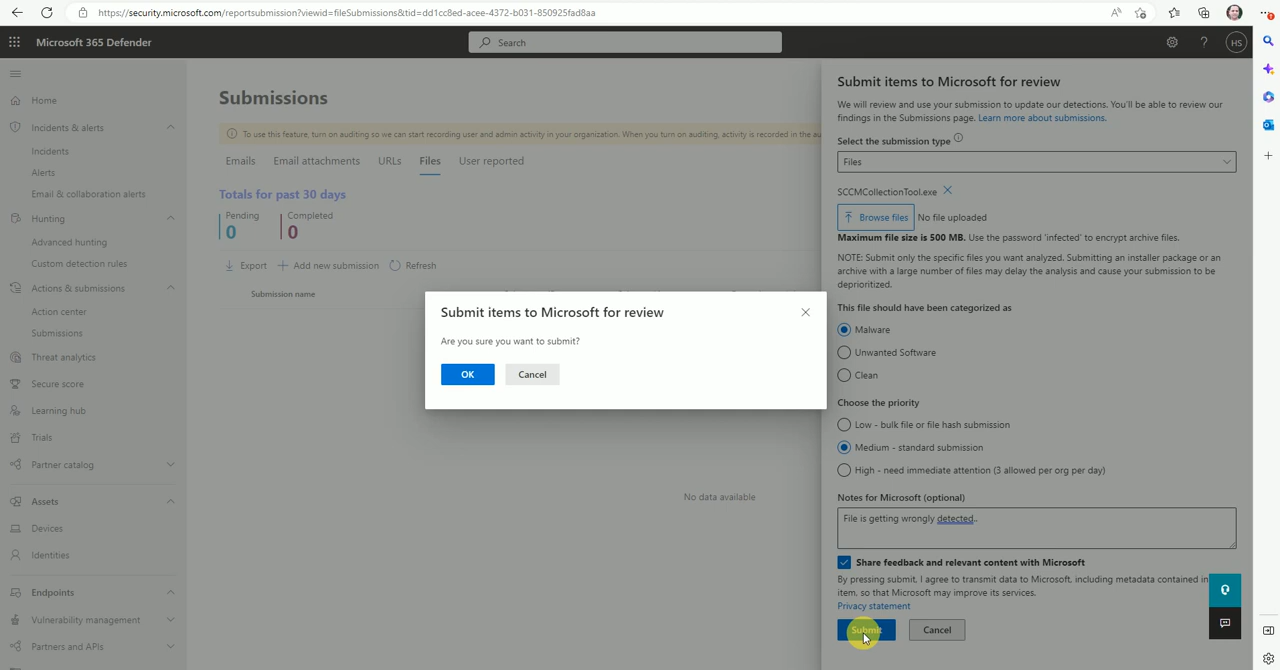 https://security.microsoft.com/reportsubmission?viewid=fileSubmissions&tid=dd1cc8ed-acee-4372-b031-850925fad8aa
Microsoft 365 Defender
Search
HS
Home
Incidents & alerts
Incidents
Alerts
Email & collaboration alerts
Hunting
Advanced hunting
Custom detection rules
Actions & submissions
Action center
Submissions
Threat analytics
Secure score
Learning hub
Trials
Partner catalog
Assets
Devices
Identities
Endpoints
Vulnerability management
Partners and APIs
Submissions
To use this feature, turn on auditing so we can start recording user and admin activity in your organization. When you turn on auditing, activity is recorded in the au
Emails Email attachments URLs Files User reported
Totals for past 30 days
Pending Completed
0 0
Export Add new submission Refresh
Submission name
No data available
Submit items to Microsoft for review
Are you sure you want to submit?
OK Cancel
Submit items to Microsoft for review
We will review and use your submission to update our detections. You'll be able to review our
findings in the Submissions page. Learn more about submissions.
Select the submission type
Files
SCCMCollectionTool.exe
Browse files No file uploaded
Maximum file size is 500 MB. Use the password 'infected' to encrypt archive files.
NOTE: Submit only the specific files you want analyzed. Submitting an installer package or an
archive with a large number of files may delay the analysis and cause your submission to be
deprioritized.
This file should have been categorized as
Malware
Unwanted Software
Clean
Choose the priority
Low - bulk file or file hash submission
Medium - standard submission
High - need immediate attention (3 allowed per org per day)
Notes for Microsoft (optional)
File is getting wrongly detected..
Share feedback and relevant content with Microsoft
By pressing submit, I agree to transmit data to Microsoft, including metadata contained in
item, so that Microsoft may improve its services.
Privacy statement
Submit Cancel